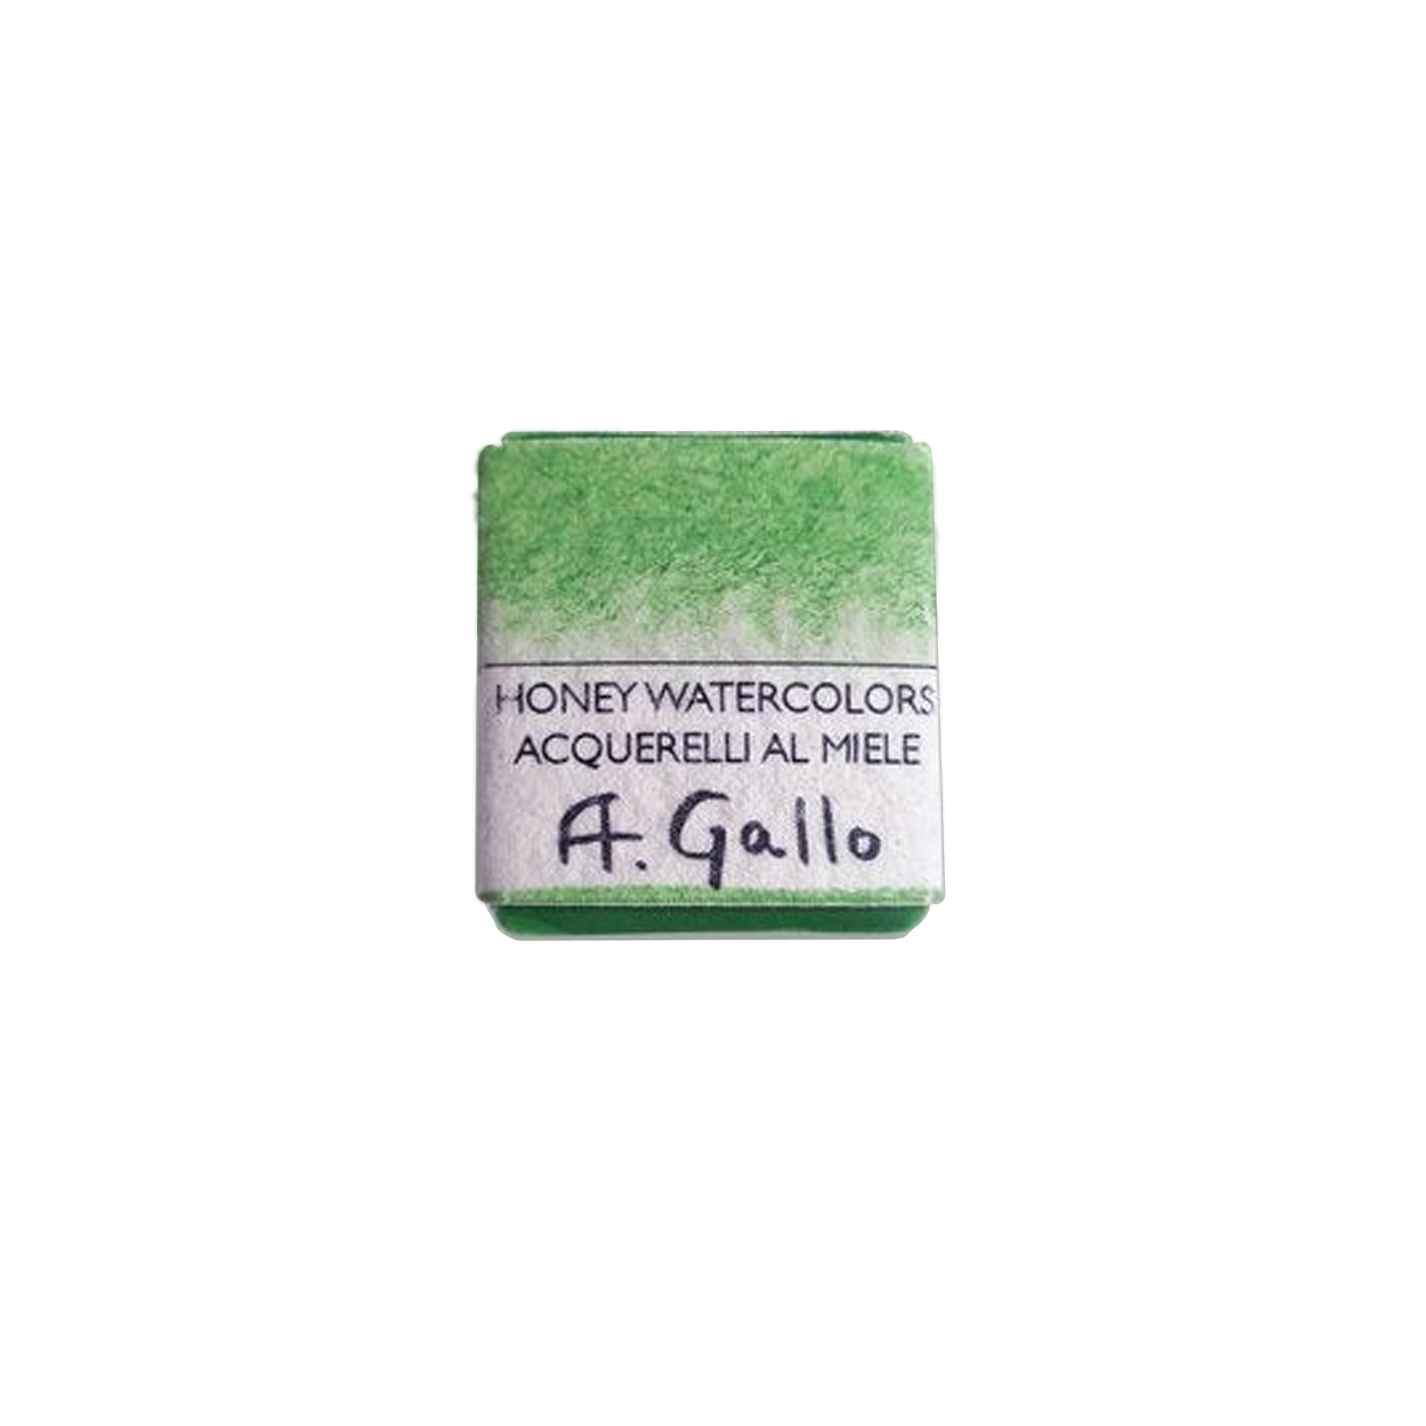 HONEY WATERCOLORS
ACQUERELLI AL MIELE
A. Gallo